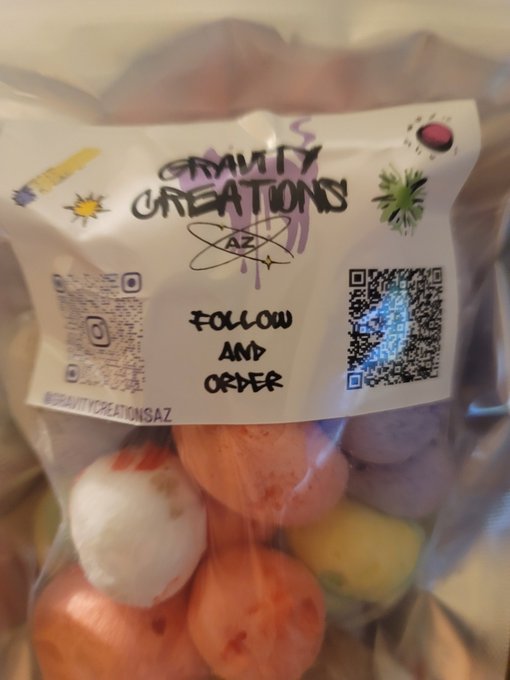 GRAVITY
CREATIONS
AZ
FOLLOW
AND
ORDER
@GRAVITYCREATIONSAZ